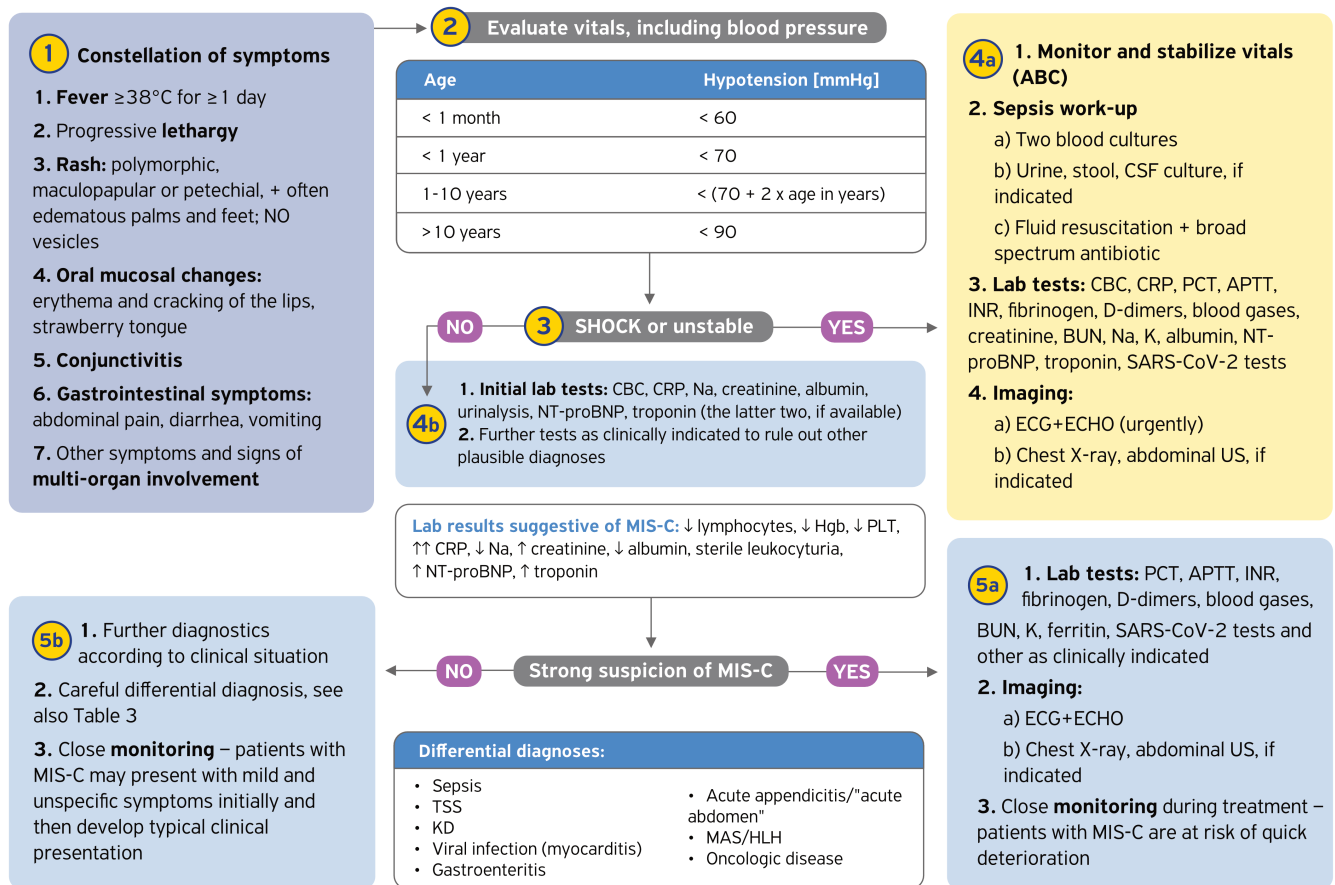 1 Constellation of symptoms
1. Fever ≥38°C for ≥1 day
2. Progressive lethargy
3. Rash: polymorphic,
maculopapular or petechial, + often
edematous palms and feet; NO
vesicles
4. Oral mucosal changes:
erythema and cracking of the lips,
strawberry tongue
5. Conjunctivitis
6. Gastrointestinal symptoms:
abdominal pain, diarrhea, vomiting
7. Other symptoms and signs of
multi-organ involvement
2 Evaluate vitals, including blood pressure
Age Hypotension [mmHg]
< 1 month < 60
< 1 year < 70
1-10 years < (70 + 2 x age in years)
>10 years < 90
NO 3 SHOCK or unstable YES
4a 1. Monitor and stabilize vitals
(ABC)
2. Sepsis work-up
a) Two blood cultures
b) Urine, stool, CSF culture, if
indicated
c) Fluid resuscitation + broad
spectrum antibiotic
3. Lab tests: CBC, CRP, PCT, APTT,
INR, fibrinogen, D-dimers, blood gases,
creatinine, BUN, Na, K, albumin, NT-
proBNP, troponin, SARS-CoV-2 tests
4. Imaging:
a) ECG+ECHO (urgently)
b) Chest X-ray, abdominal US, if
indicated
4b 1. Initial lab tests: CBC, CRP, Na, creatinine, albumin,
urinalysis, NT-proBNP, troponin (the latter two, if available)
2. Further tests as clinically indicated to rule out other
plausible diagnoses
Lab results suggestive of MIS-C: ↓ lymphocytes, ↓ Hgb, ↓ PLT,
↑↑ CRP, ↓ Na, ↑ creatinine, ↓ albumin, sterile leukocyturia,
↑ NT-proBNP, ↑ troponin
NO Strong suspicion of MIS-C YES
5a 1. Lab tests: PCT, APTT, INR,
fibrinogen, D-dimers, blood gases,
BUN, K, ferritin, SARS-CoV-2 tests and
other as clinically indicated
2. Imaging:
a) ECG+ECHO
b) Chest X-ray, abdominal US, if
indicated
3. Close monitoring during treatment –
patients with MIS-C are at risk of quick
deterioration
5b 1. Further diagnostics
according to clinical situation
2. Careful differential diagnosis, see
also Table 3
3. Close monitoring – patients with
MIS-C may present with mild and
unspecific symptoms initially and
then develop typical clinical
presentation
Differential diagnoses:
• Sepsis
• TSS
• KD
• Viral infection (myocarditis)
• Gastroenteritis
• Acute appendicitis/"acute
abdomen"
• MAS/HLH
• Oncologic disease